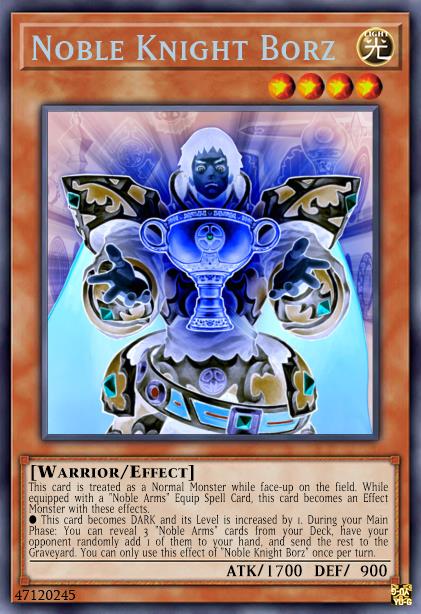 NOBLE KNIGHT BORZ
LIGHT
光
[WARRIOR/EFFECT]
This card is treated as a Normal Monster while face-up on the field. While
equipped with a "Noble Arms" Equip Spell Card, this card becomes an Effect
Monster with these effects.
● This card becomes DARK and its Level is increased by 1. During your Main
Phase: You can reveal 3 "Noble Arms" cards from your Deck, have your
opponent randomly add 1 of them to your hand, and send the rest to the
Graveyard. You can only use this effect of "Noble Knight Borz" once per turn.
ATK/1700 DEF/ 900
47120245